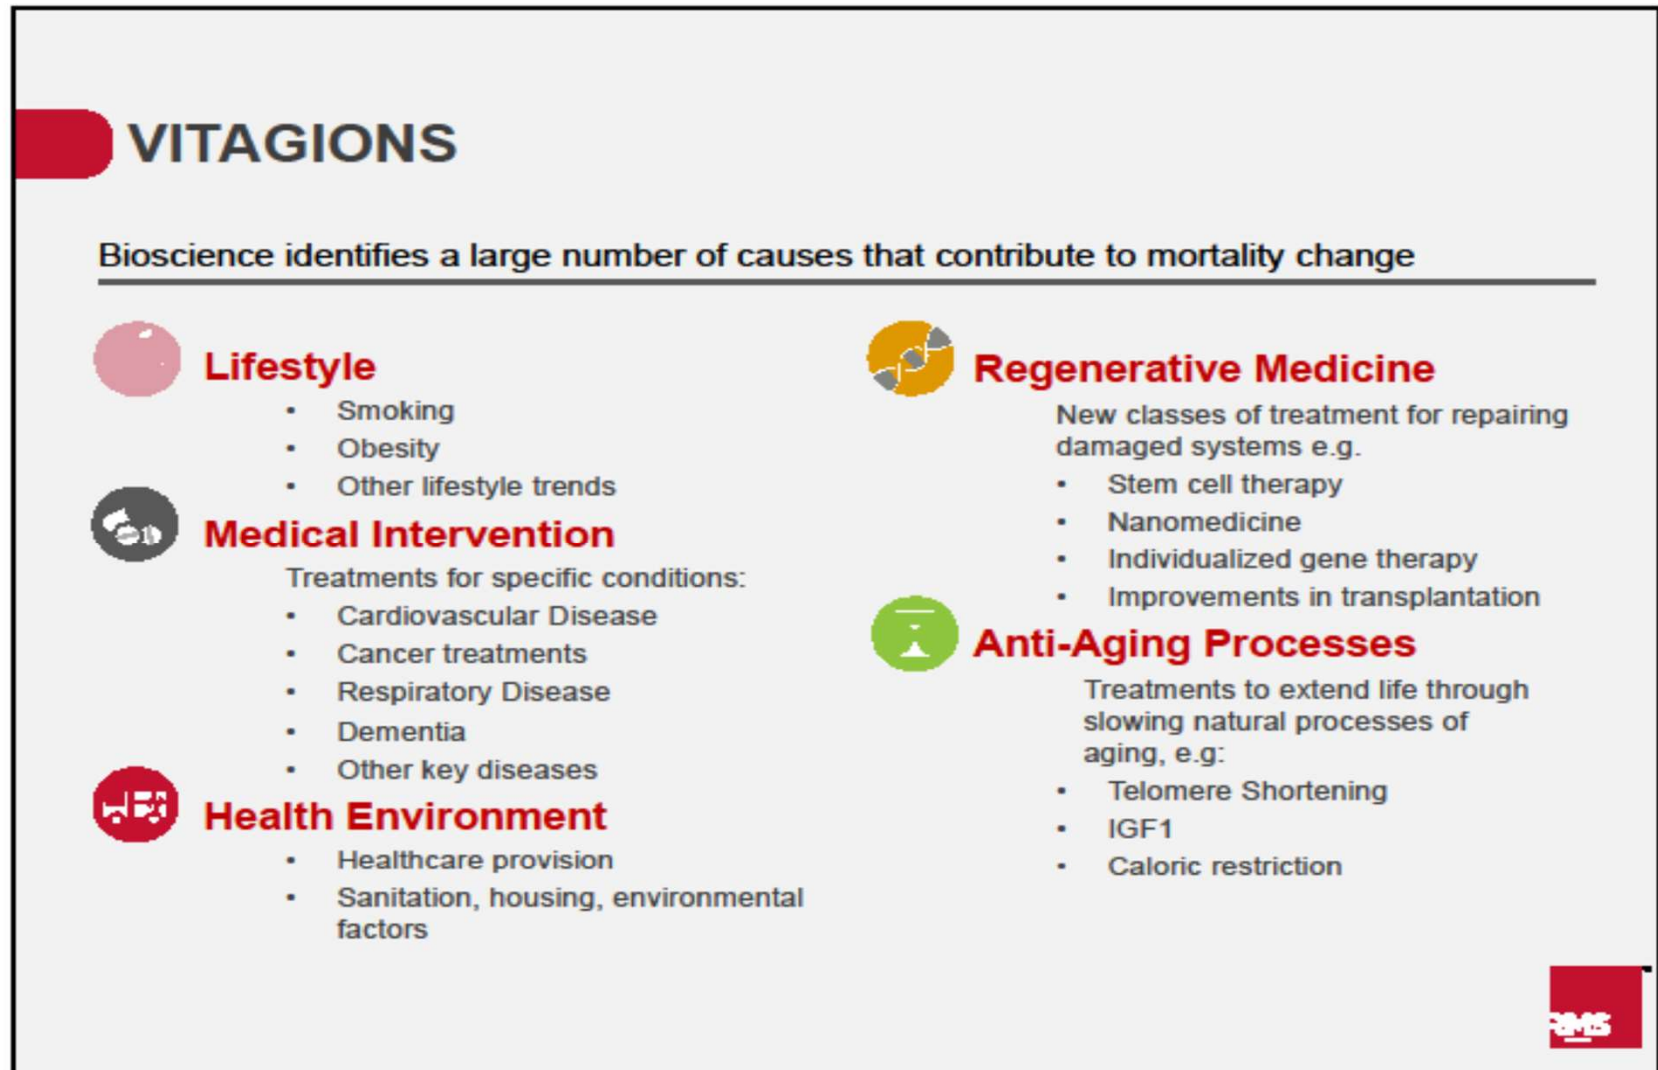 VITAGIONS
Bioscience identifies a large number of causes that contribute to mortality change
Lifestyle
• Smoking
• Obesity
• Other lifestyle trends
Medical Intervention
Treatments for specific conditions:
• Cardiovascular Disease
• Cancer treatments
• Respiratory Disease
• Dementia
• Other key diseases
Health Environment
• Healthcare provision
• Sanitation, housing, environmental
factors
Regenerative Medicine
New classes of treatment for repairing
damaged systems e.g.
• Stem cell therapy
• Nanomedicine
• Individualized gene therapy
• Improvements in transplantation
Anti-Aging Processes
Treatments to extend life through
slowing natural processes of
aging, e.g:
• Telomere Shortening
• IGF1
• Caloric restriction
RMS